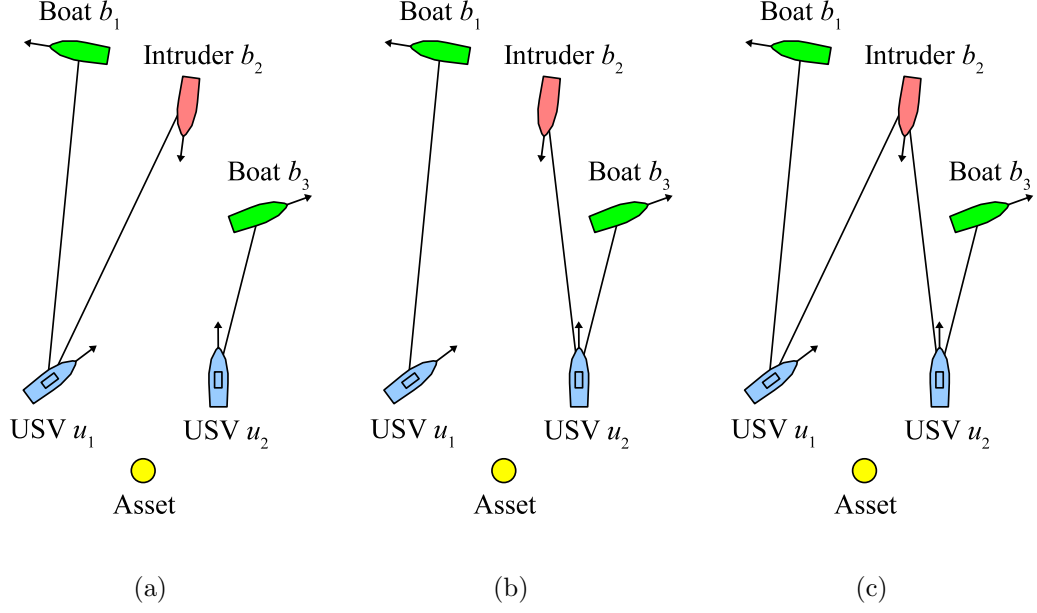 Boat b1
Intruder b2
Boat b3
USV u1
USV u2
Asset
(a)
Boat b1
Intruder b2
Boat b3
USV u1
USV u2
Asset
(b)
Boat b1
Intruder b2
Boat b3
USV u1
USV u2
Asset
(c)